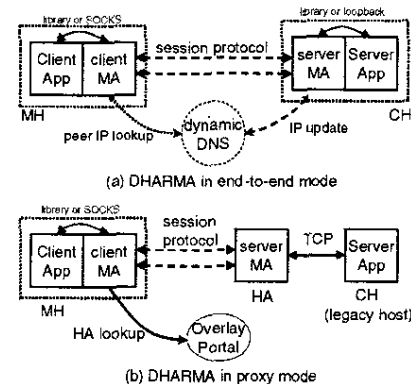 library or SOCKS
library or loopback
Client App
client MA
session protocol
server MA
Server App
MH
CH
peer IP lookup
dynamic DNS
IP update
(a) DHARMA in end-to-end mode
library or SOCKS
Client App
client MA
session protocol
server MA
TCP
Server App
MH
HA
CH
(legacy host)
HA lookup
Overlay Portal
(b) DHARMA in proxy mode